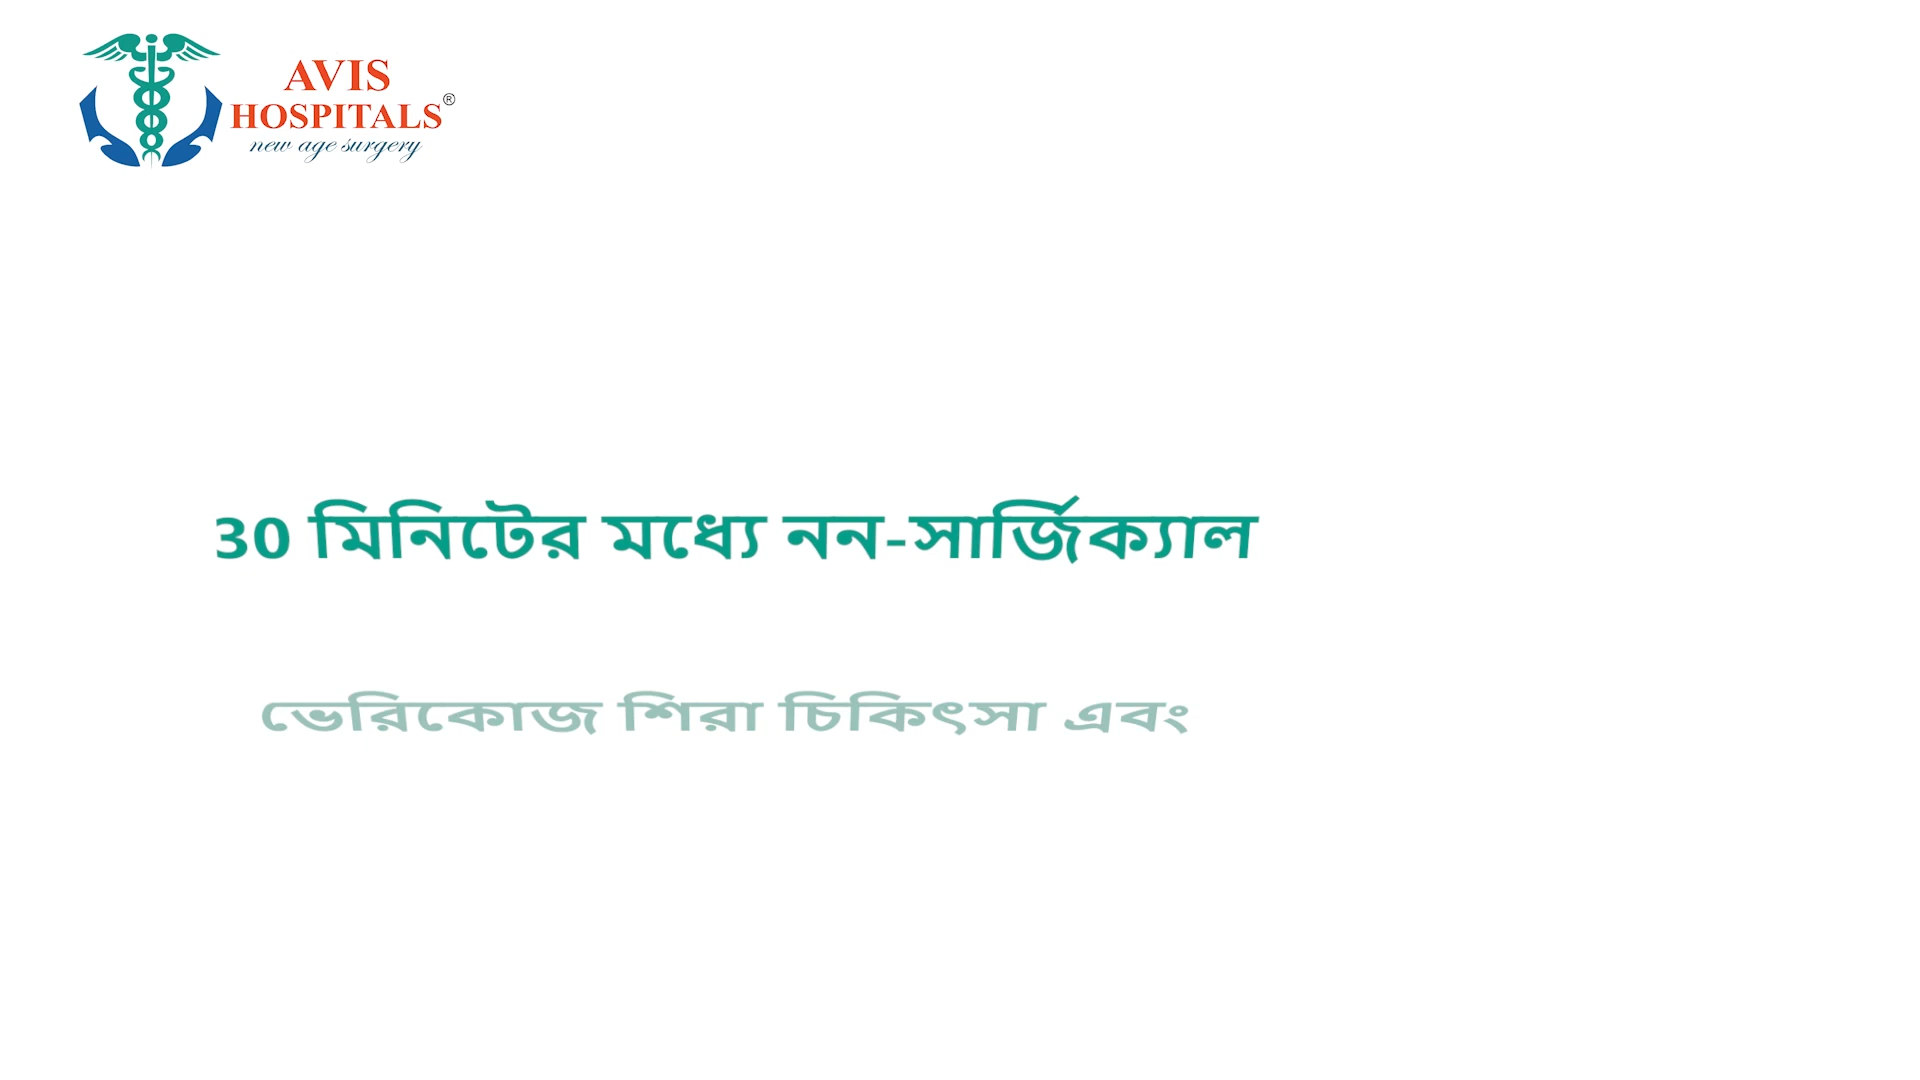 AVIS
HOSPITALS®
new age surgery
30 মিনিটের মধ্যে নন-সার্জিক্যাল
ভেরিকোজ শিরা চিকিৎসা এবং